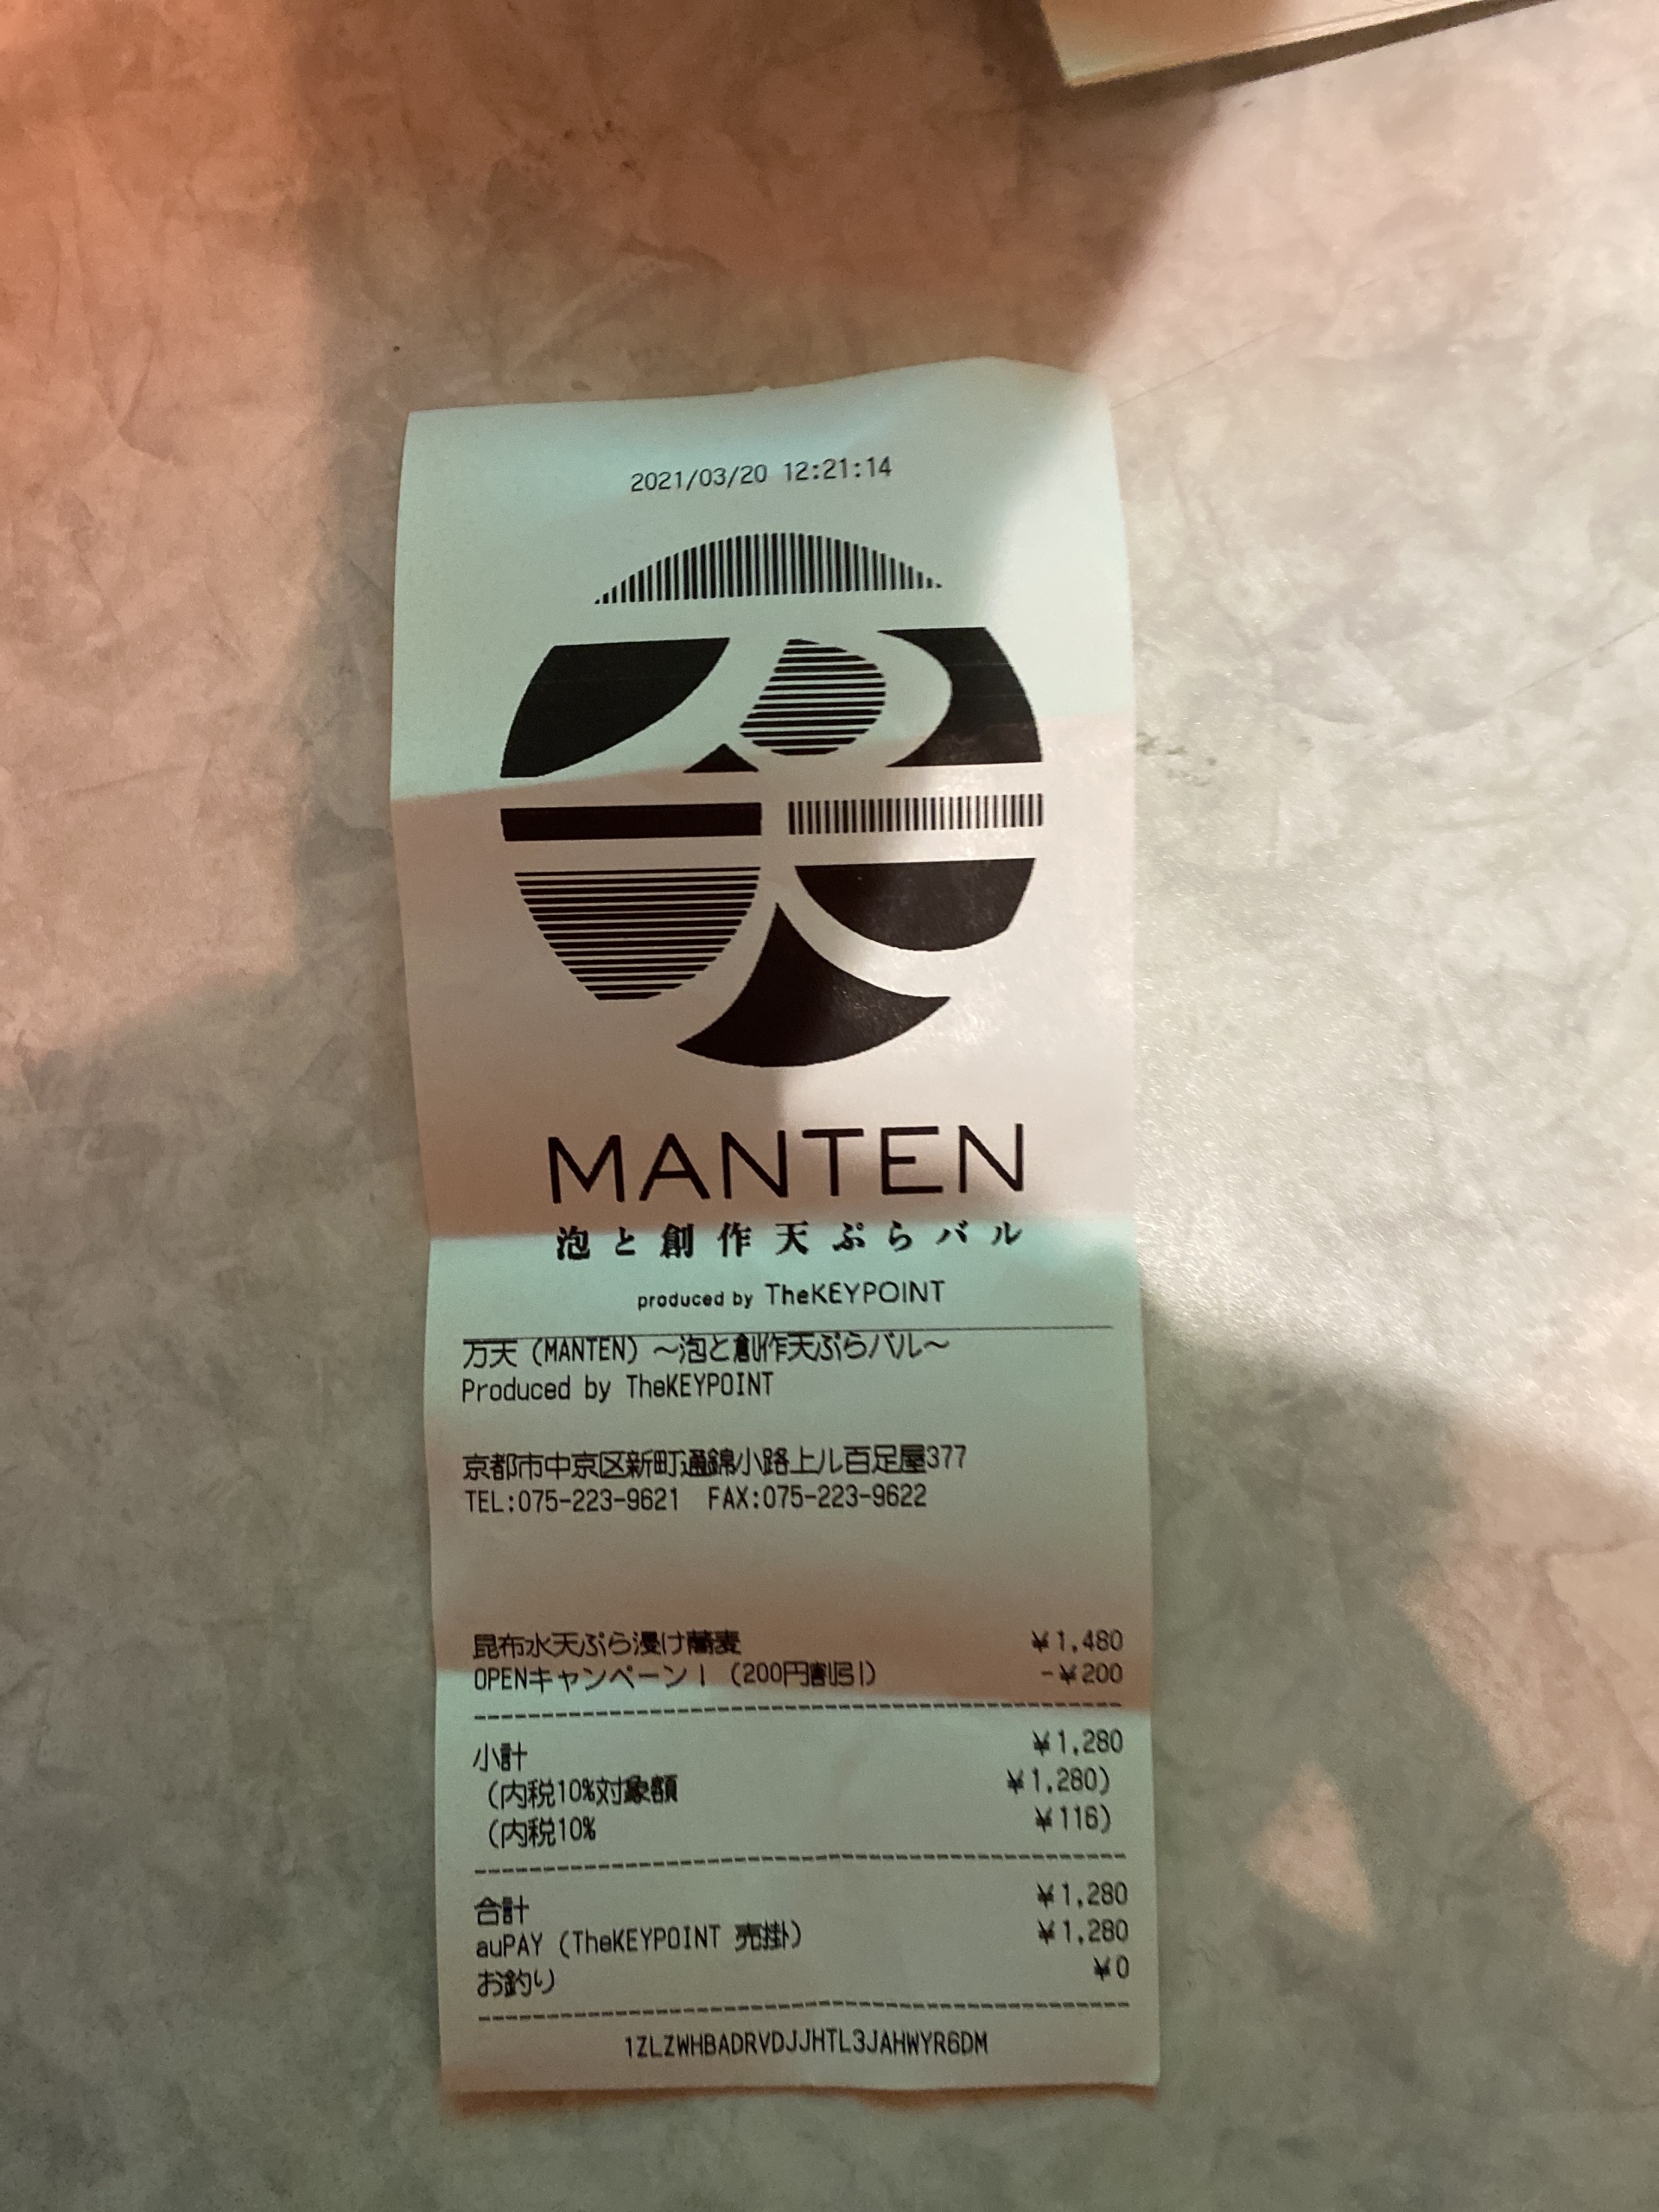 2021/03/20 12:21:14
MANTEN
泡と創作天ぷらバル
produced by TheKEYPOINT
万天（MANTEN）～泡と創作天ぷらバル～
Produced by TheKEYPOINT
京都市中京区新町通錦小路上ル百足屋377
TEL:075-223-9621 FAX:075-223-9622
昆布水天ぷら浸け蕎麦 ¥1,480
OPENキャンペーン！（200円割引） -¥200
小計 ¥1,280
（内税10%対象額 ¥1,280）
（内税10% ¥116）
合計 ¥1,280
auPAY（TheKEYPOINT 売掛） ¥1,280
お釣り ¥0
1ZLZWHBADRVDJJHTL3JAHWYR6DM